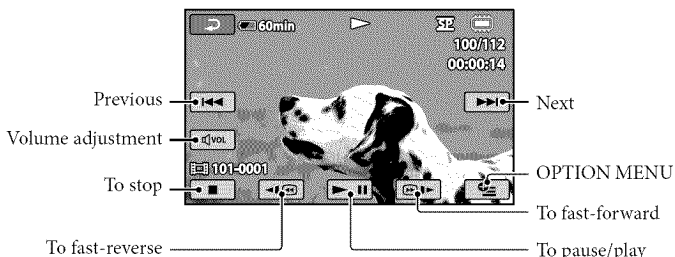 60min
SP
100/112
00:00:14
Previous
Next
Volume adjustment
VOL
101-0001
To stop
OPTION MENU
To fast-forward
To fast-reverse
To pause/play